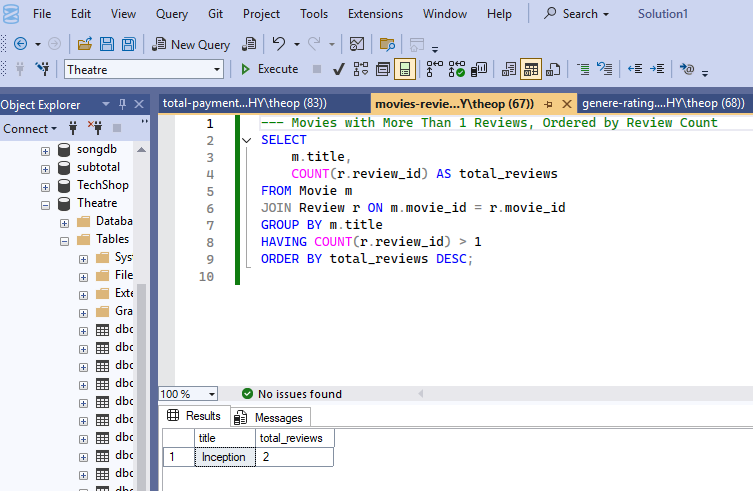 File Edit View Query Git Project Tools Extensions Window Help Search Solution1
New Query
Theatre Execute
Object Explorer
Connect
songdb
subtotal
TechShop
Theatre
Databa
Tables
Sys
File
Exte
Gra
dbo
dbo
dbo
dbo
dbo
dbo
dbo
dbo
dbo
total-payment...HY\theop (83)) movies-revie...Y\theop (67)) genere-rating....HY\theop (68))
1 --- Movies with More Than 1 Reviews, Ordered by Review Count
2 SELECT
3 m.title,
4 COUNT(r.review_id) AS total_reviews
5 FROM Movie m
6 JOIN Review r ON m.movie_id = r.movie_id
7 GROUP BY m.title
8 HAVING COUNT(r.review_id) > 1
9 ORDER BY total_reviews DESC;
10
100 % No issues found
Results Messages
title total_reviews
1 Inception 2